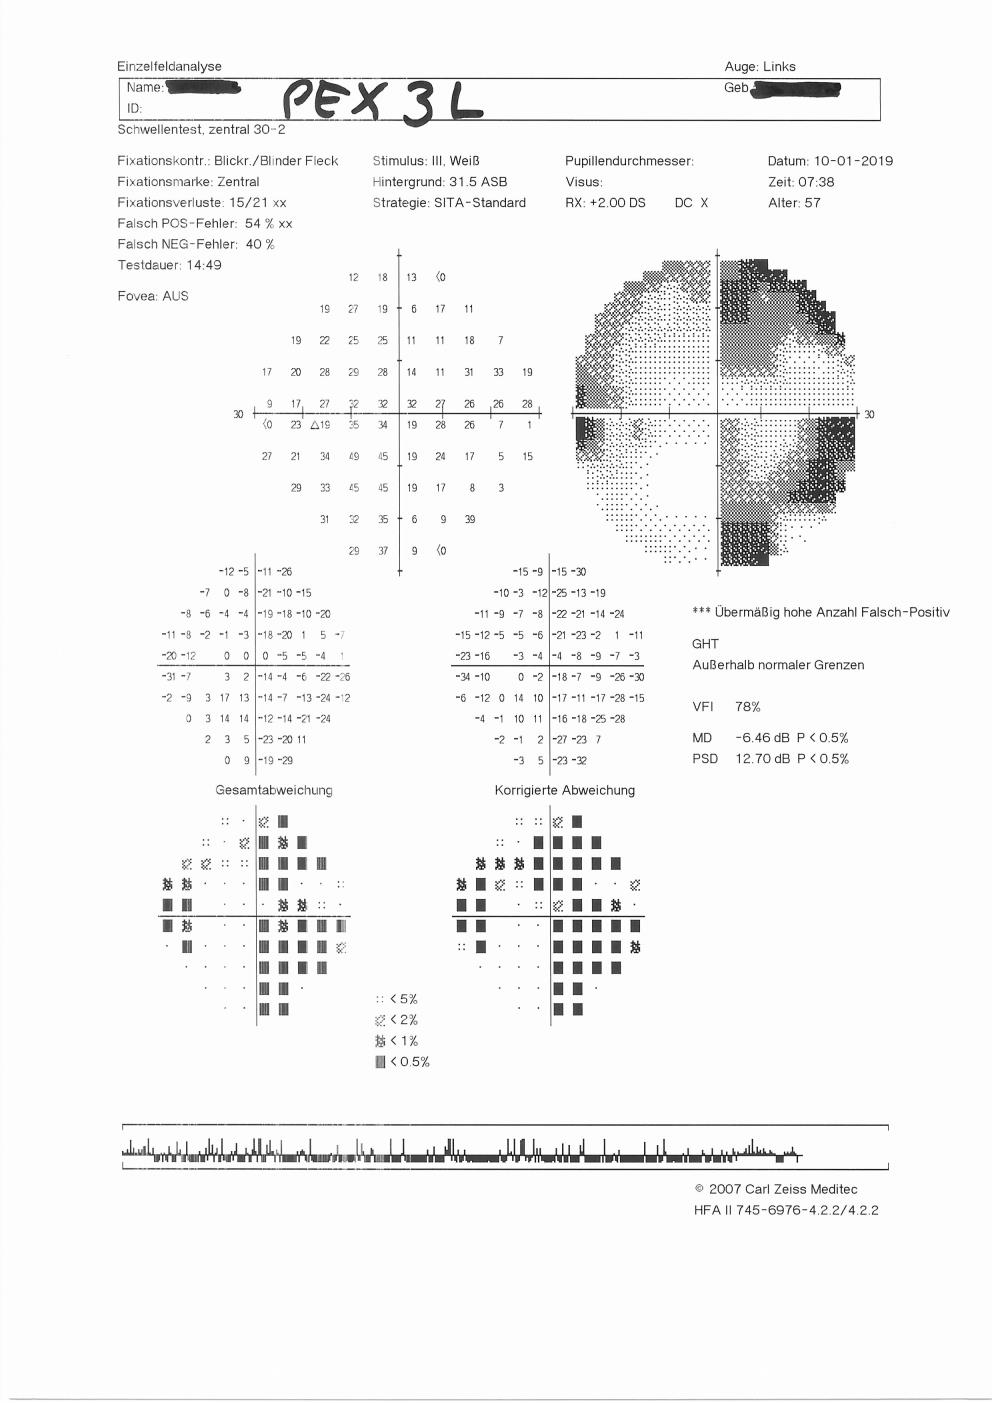 Einzelfeldanalyse Auge: Links
Name: PEX 3 L Geb
ID:
Schwellentest, zentral 30-2
Fixationskontr.: Blickr./Blinder Fleck Stimulus: III, Weiß Pupillendurchmesser: Datum: 10-01-2019
Fixationsmarke: Zentral Hintergrund: 31.5 ASB Visus: Zeit: 07:38
Fixationsverluste: 15/21 xx Strategie: SITA-Standard RX: +2.00 DS DC X Alter: 57
Falsch POS-Fehler: 54 % xx
Falsch NEG-Fehler: 40 %
Testdauer: 14:49
Fovea: AUS
12 18 13 <0
19 27 19 6 17 11
19 22 25 25 11 11 18 7
17 20 28 29 28 14 11 31 33 19
9 17 27 32 32 32 27 26 26 28
30 30
<0 23 △19 35 34 19 28 26 7 1
27 21 34 49 45 19 24 17 5 15
29 33 45 45 19 17 8 3
31 32 35 6 9 39
29 37 9 <0
-12 -5 -11 -26 -15 -9 -15 -30
-7 0 -8 -21 -10 -15 -10 -3 -12 -25 -13 -19
-8 -6 -4 -4 -19 -18 -10 -20 -11 -9 -7 -8 -22 -21 -14 -24
-11 -8 -2 -1 -3 -18 -20 1 5 -7 -15 -12 -5 -5 -6 -21 -23 -2 1 -11
-20 -12 0 0 0 -5 -5 -4 1 -23 -16 -3 -4 -4 -8 -9 -7 -3
-31 -7 3 2 -14 -4 -6 -22 -26 -34 -10 0 -2 -18 -7 -9 -26 -30
-2 -9 3 17 13 -14 -7 -13 -24 -12 -6 -12 0 14 10 -17 -11 -17 -28 -15
0 3 14 14 -12 -14 -21 -24 -4 -1 10 11 -16 -18 -25 -28
2 3 5 -23 -20 11 -2 -1 2 -27 -23 7
0 9 -19 -29 -3 5 -23 -32
*** Übermäßig hohe Anzahl Falsch-Positiv
GHT
Außerhalb normaler Grenzen
VFI 78%
MD -6.46 dB P < 0.5%
PSD 12.70 dB P < 0.5%
Gesamtabweichung Korrigierte Abweichung
< 5%
< 2%
< 1%
< 0.5%
© 2007 Carl Zeiss Meditec
HFA II 745-6976-4.2.2/4.2.2